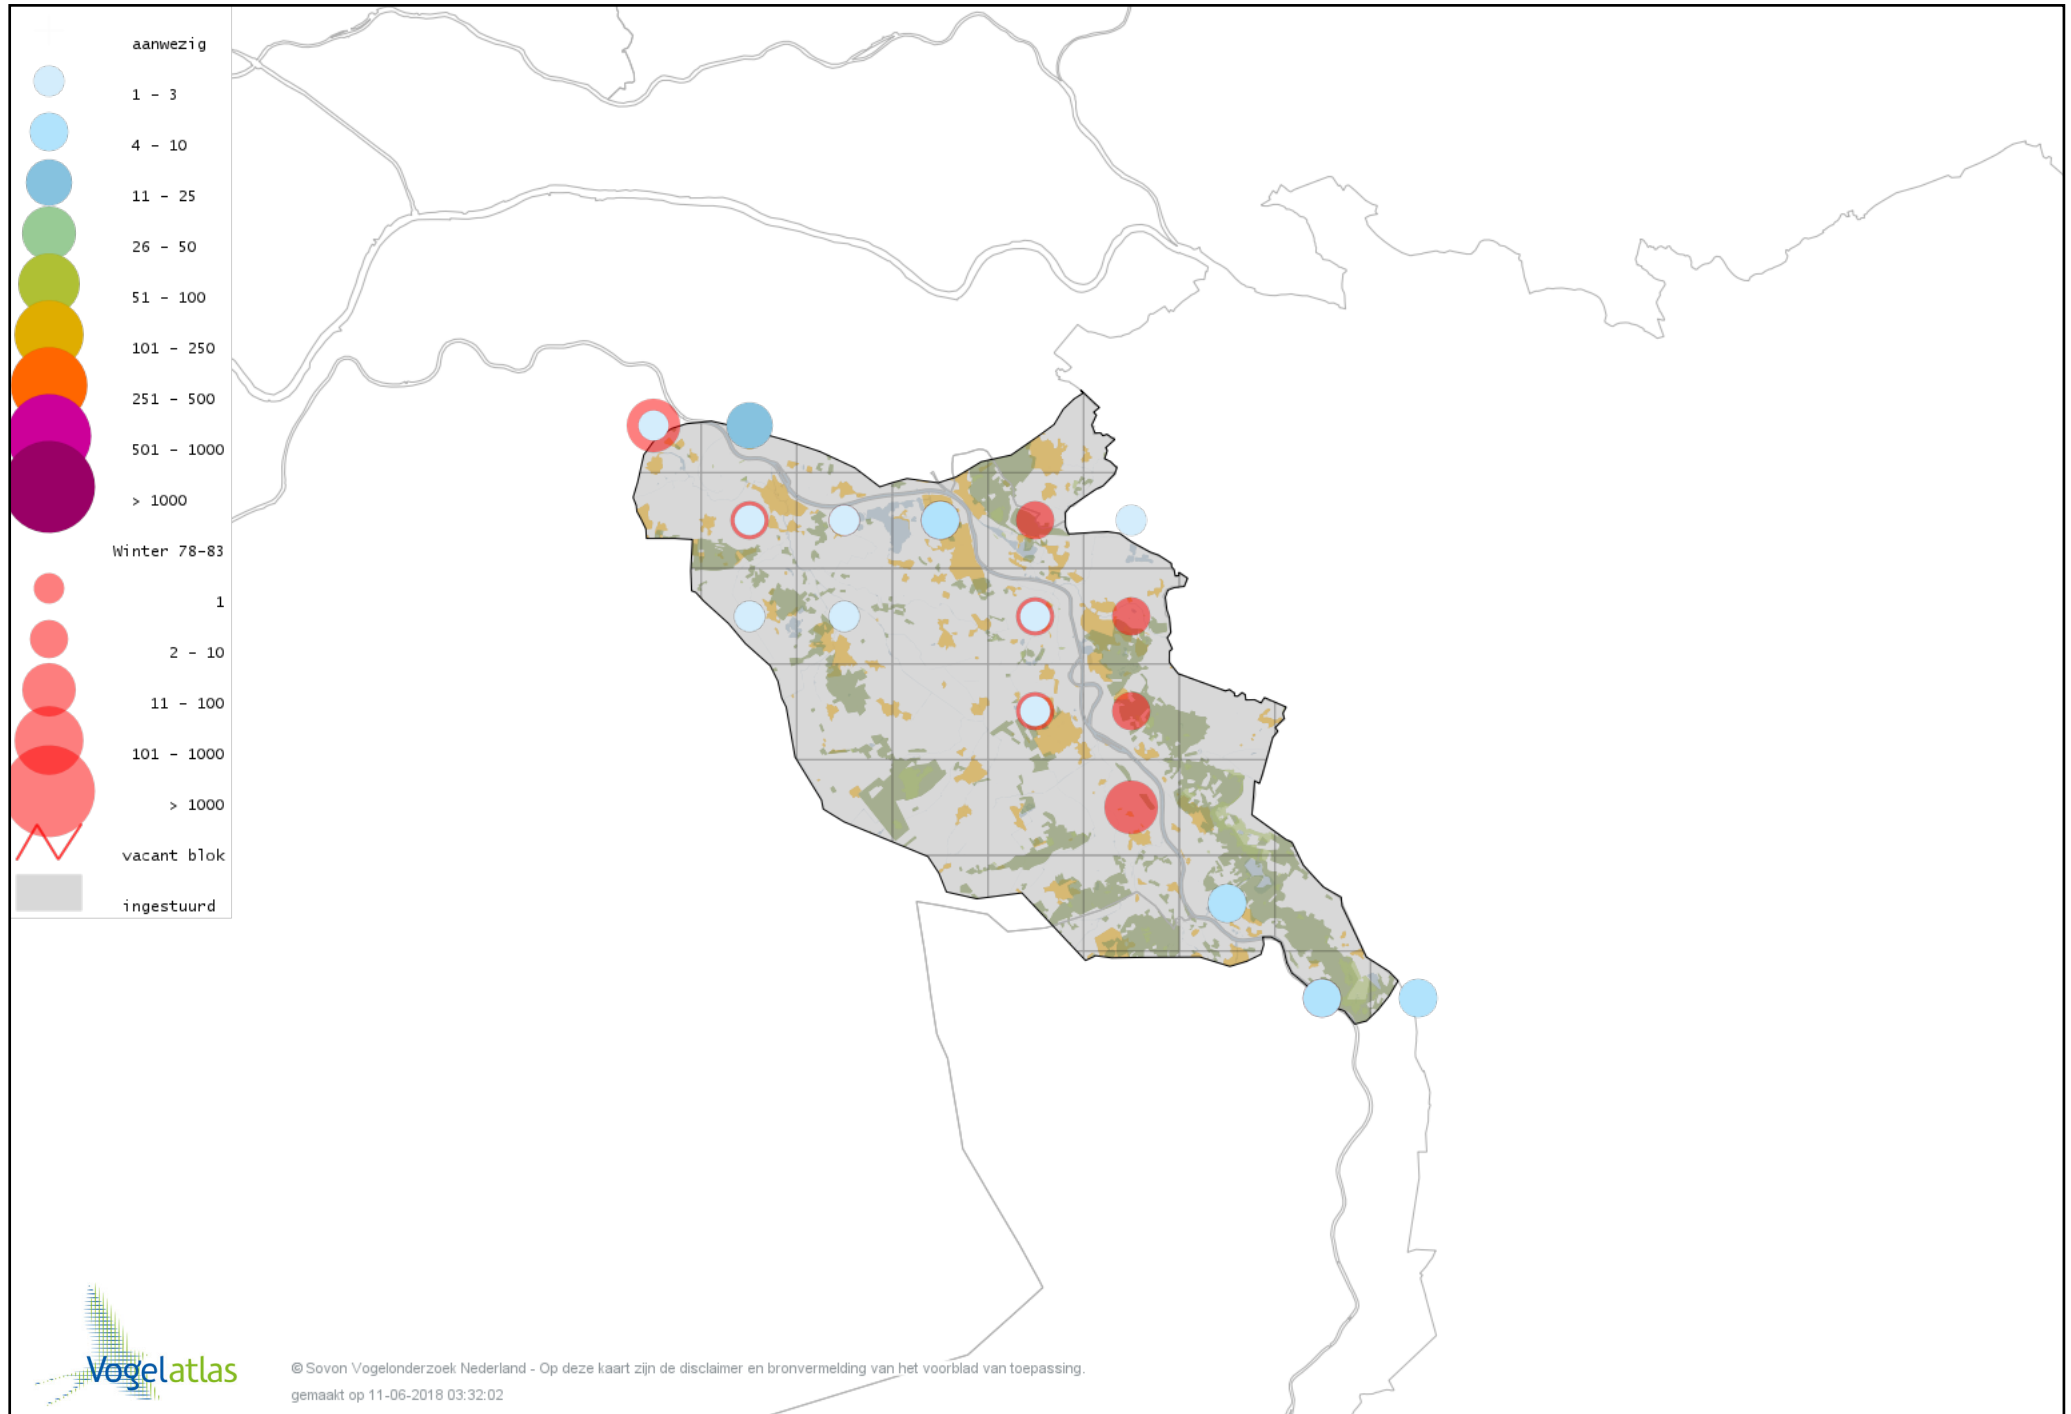 aanwezig
1 - 3
4 - 10
11 - 25
26 - 50
51 - 100
101 - 250
251 - 500
501 - 1000
> 1000
Winter 78-83
1
2 - 10
11 - 100
101 - 1000
> 1000
vacant blok
ingestuurd
Vogelatlas
© Sovon Vogelonderzoek Nederland - Op deze kaart zijn de disclaimer en bronvermelding van het voorblad van toepassing.
gemaakt op 11-06-2018 03:32:02